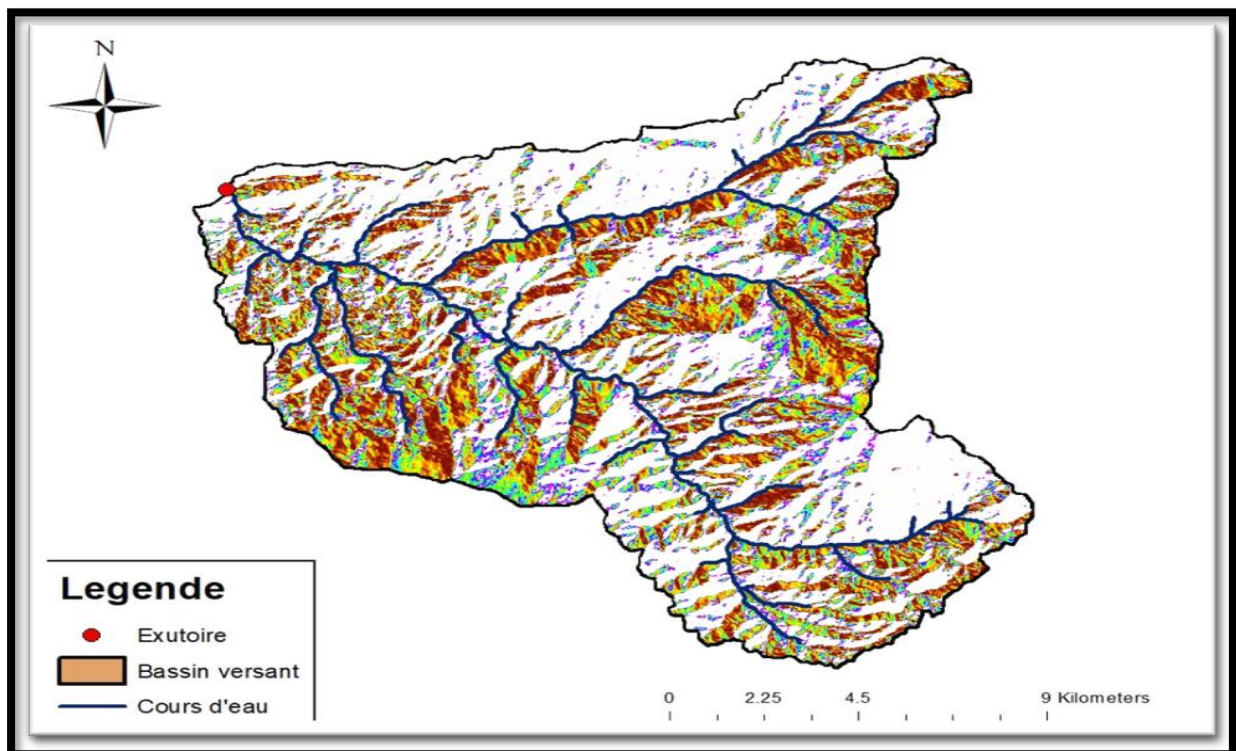 N
Legende
Exutoire
Bassin versant
Cours d'eau
0 2.25 4.5 9 Kilometers